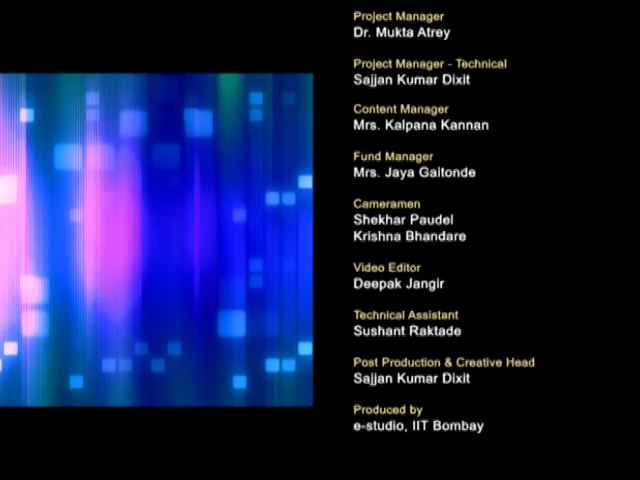 Project Manager
Dr. Mukta Atrey
Project Manager - Technical
Sajjan Kumar Dixit
Content Manager
Mrs. Kalpana Kannan
Fund Manager
Mrs. Jaya Gaitonde
Cameramen
Shekhar Paudel
Krishna Bhandare
Video Editor
Deepak Jangir
Technical Assistant
Sushant Raktade
Post Production & Creative Head
Sajjan Kumar Dixit
Produced by
e-studio, IIT Bombay